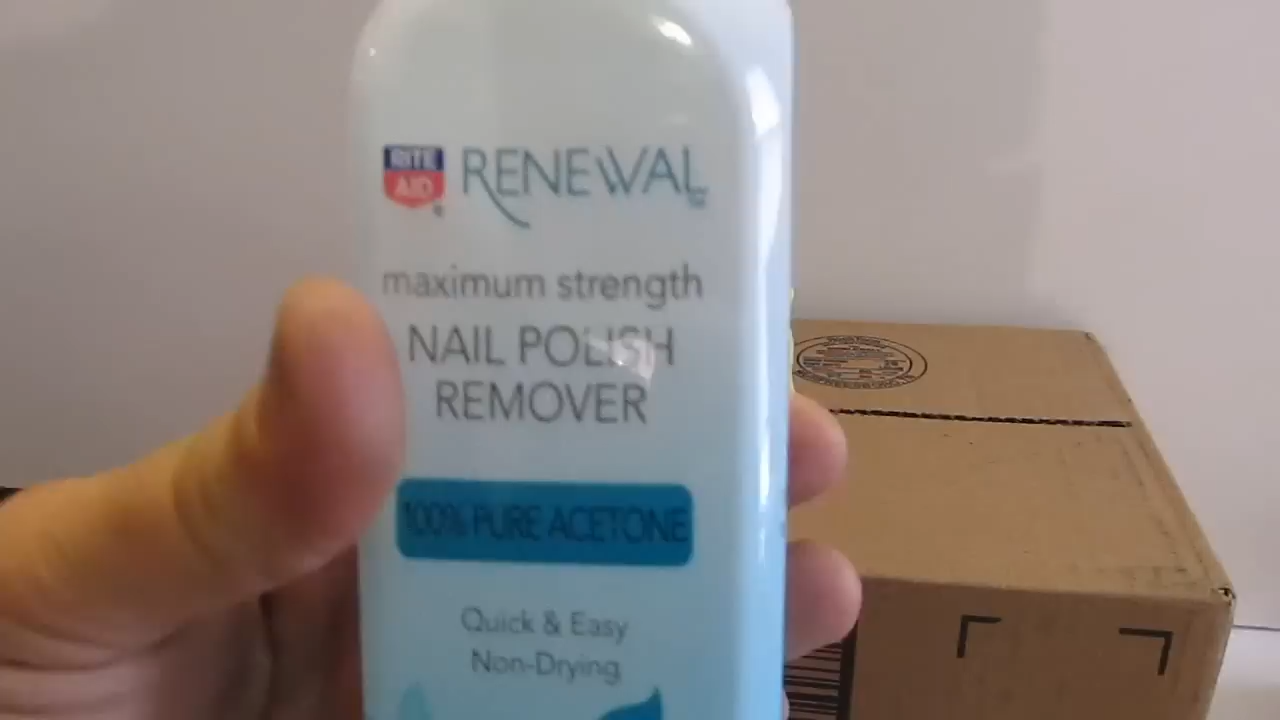 RITE
AID
RENEWAL
maximum strength
NAIL POLISH
REMOVER
100% PURE ACETONE
Quick & Easy
Non-Drying